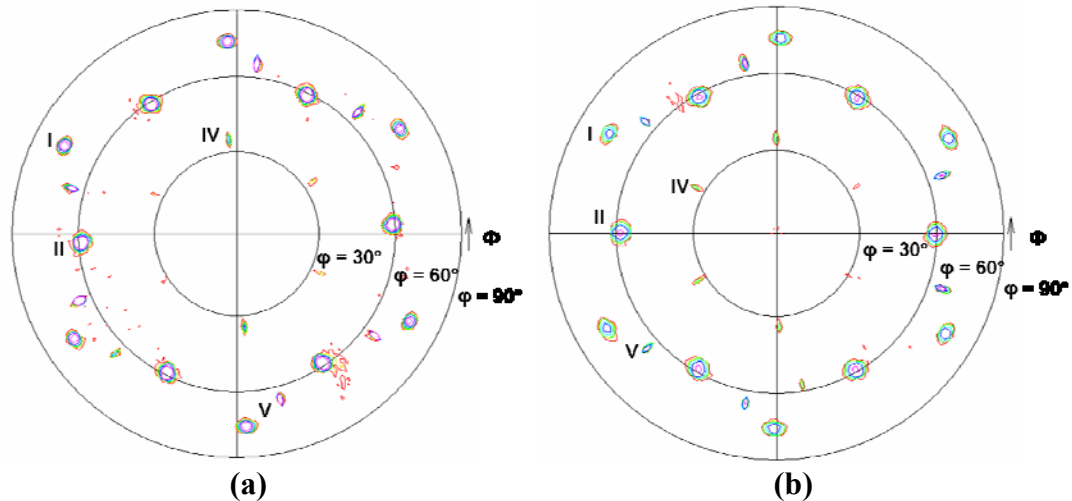 I
IV
II
V
φ = 30°
φ = 60°
φ = 90°
Φ
(a)
I
IV
II
V
φ = 30°
φ = 60°
φ = 90°
Φ
(b)